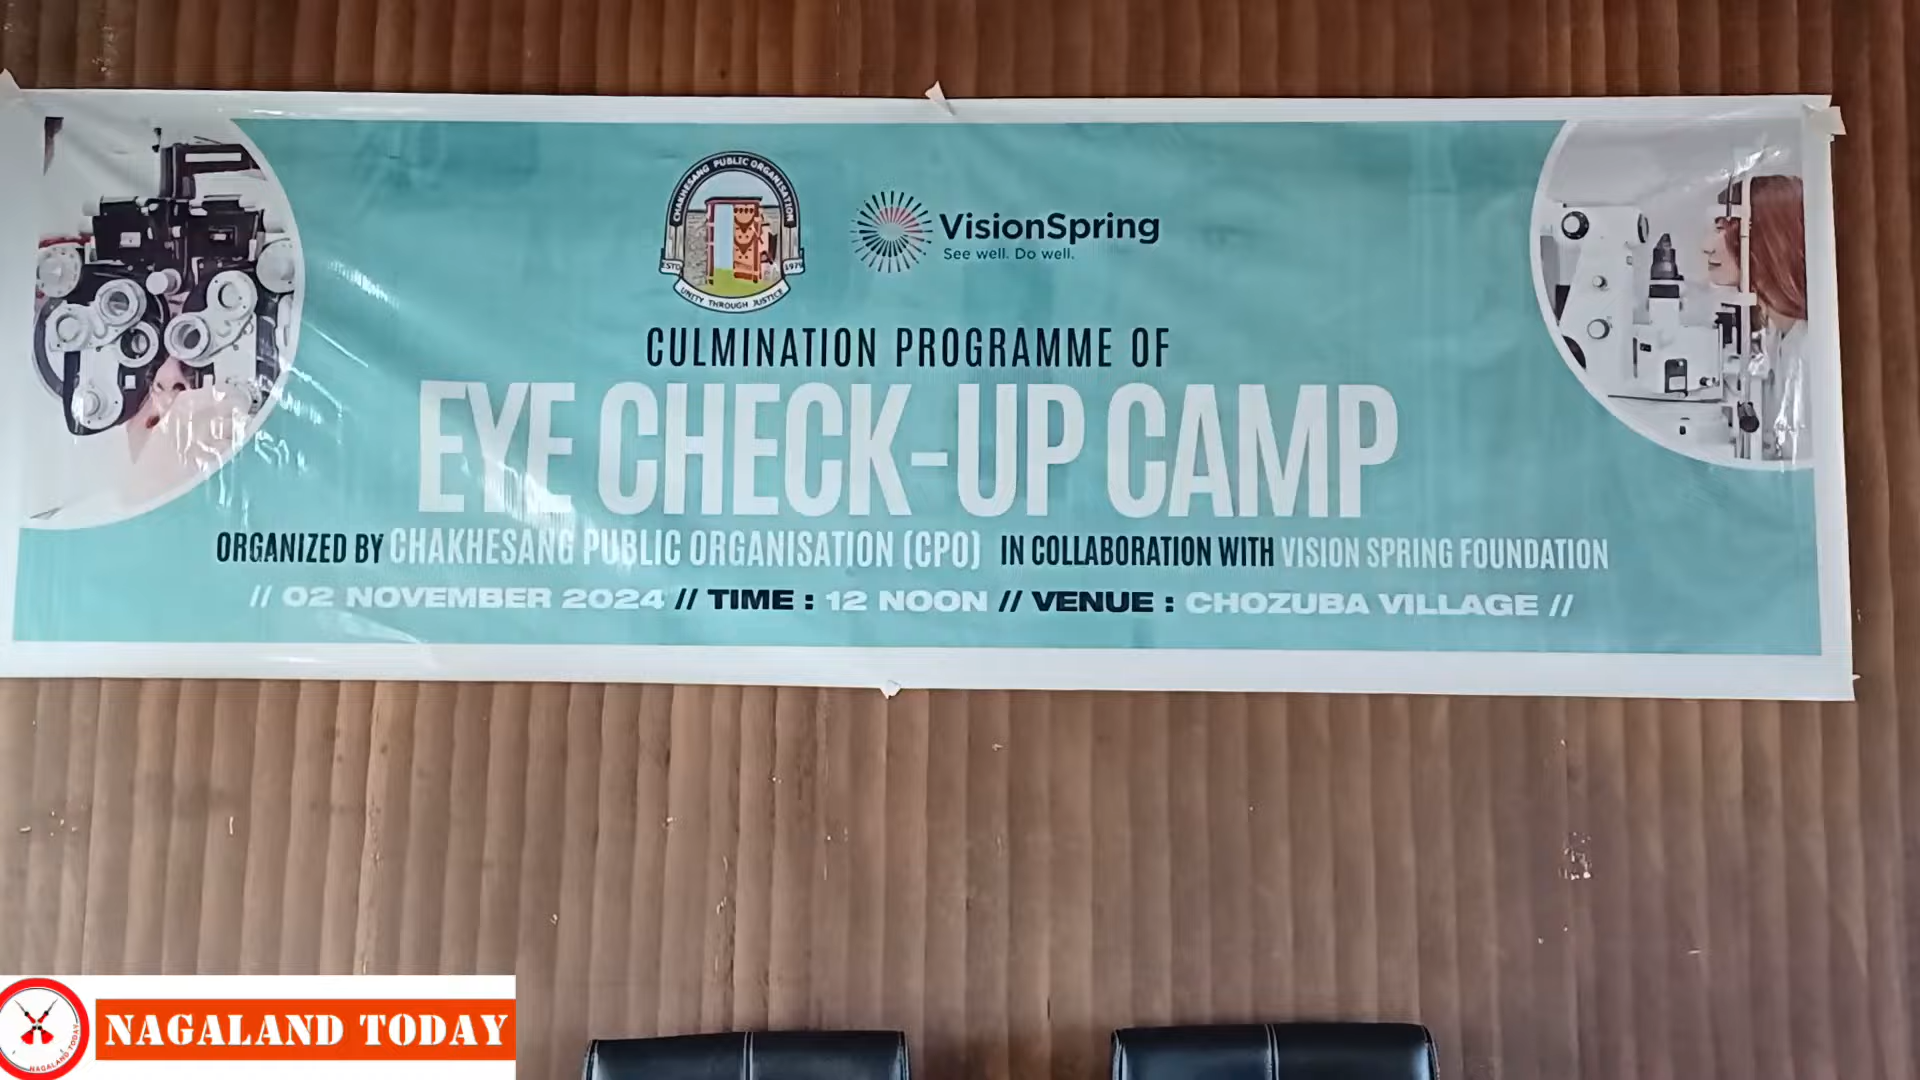 CHAKHESANG PUBLIC ORGANISATION
ESTD 1979
UNITY THROUGH JUSTICE
VisionSpring
See well. Do well.
CULMINATION PROGRAMME OF
EYE CHECK-UP CAMP
ORGANIZED BY CHAKHESANG PUBLIC ORGANISATION (CPO) IN COLLABORATION WITH VISION SPRING FOUNDATION
// 02 NOVEMBER 2024 // TIME : 12 NOON // VENUE : CHOZUBA VILLAGE //
NAGALAND TODAY
NAGALAND TODAY